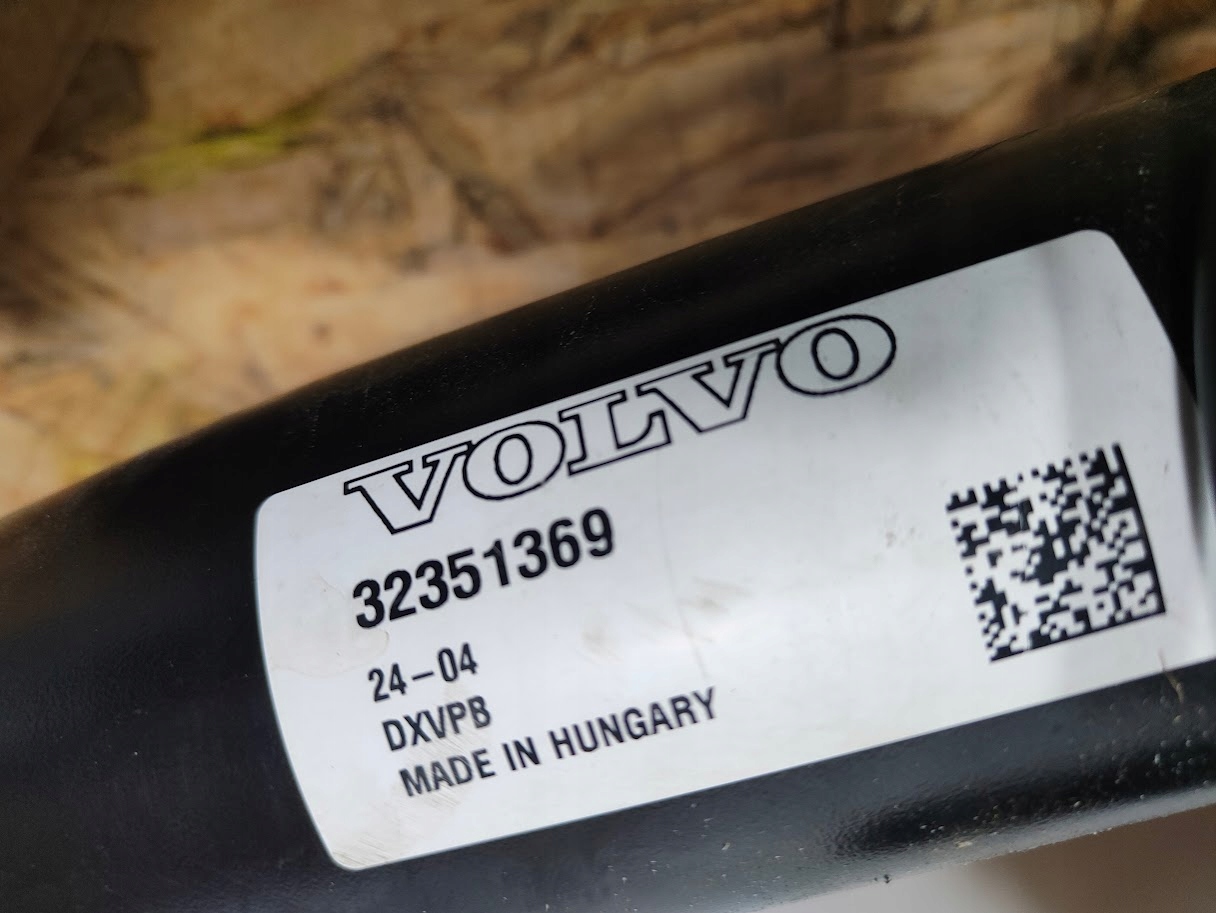 VOLVO
32351369
24-04
DXVPB
MADE IN HUNGARY